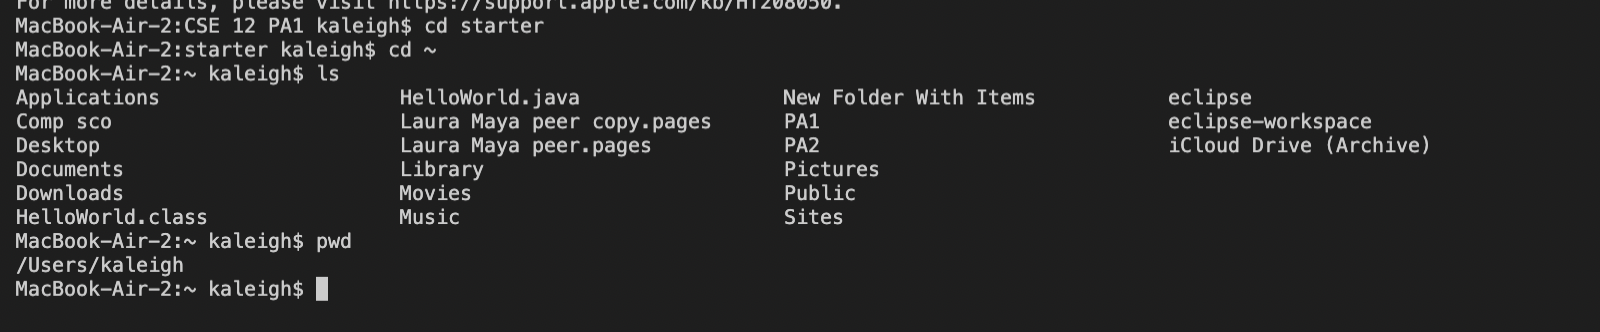 For more details, please visit https://support.apple.com/kb/HT208050.
MacBook-Air-2:CSE 12 PA1 kaleigh$ cd starter
MacBook-Air-2:starter kaleigh$ cd ~
MacBook-Air-2:~ kaleigh$ ls
Applications HelloWorld.java New Folder With Items eclipse
Comp sco Laura Maya peer copy.pages PA1 eclipse-workspace
Desktop Laura Maya peer.pages PA2 iCloud Drive (Archive)
Documents Library Pictures
Downloads Movies Public
HelloWorld.class Music Sites
MacBook-Air-2:~ kaleigh$ pwd
/Users/kaleigh
MacBook-Air-2:~ kaleigh$